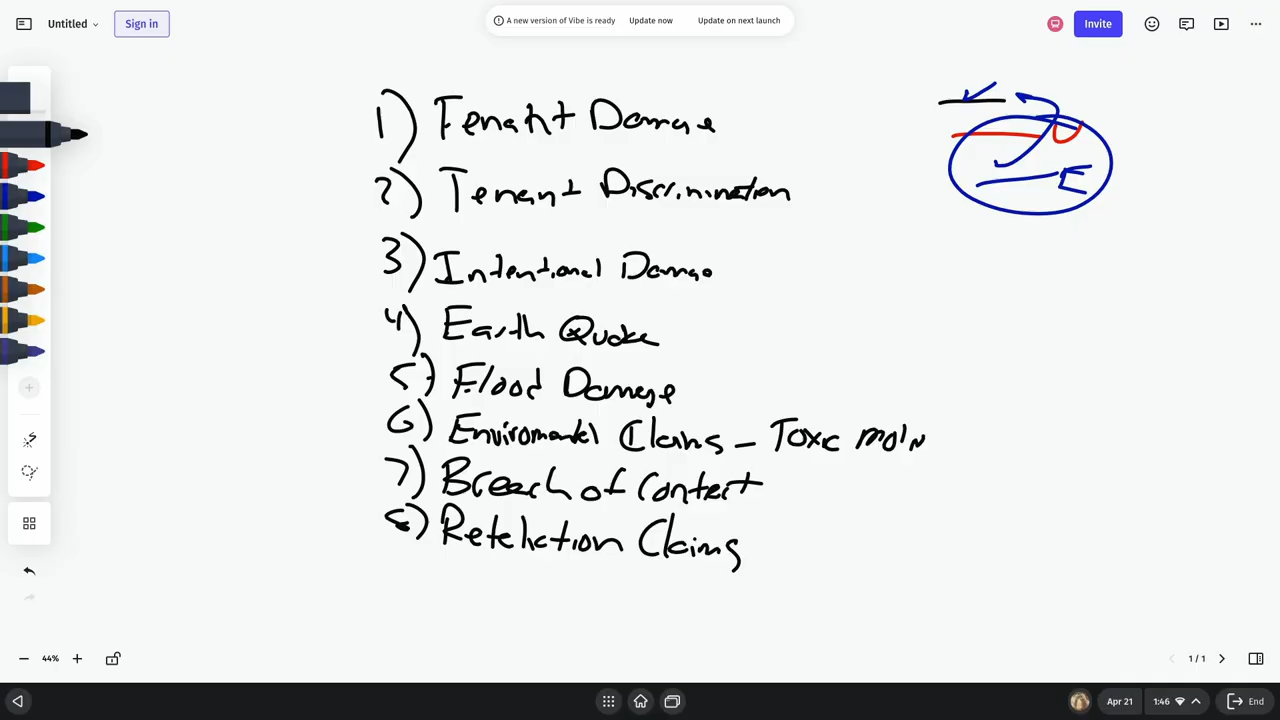 Untitled
Sign in
A new version of Vibe is ready Update now Update on next launch
Invite
1) Tenant Damage
2) Tenant Discrimination
3) Intentional Damage
4) Earth Quake
5) Flood Damage
6) Enviromental Claims - Toxic mold
7) Breach of Contract
8) Retaliation Claims
E
44%
1/1
Apr 21
1:46
End